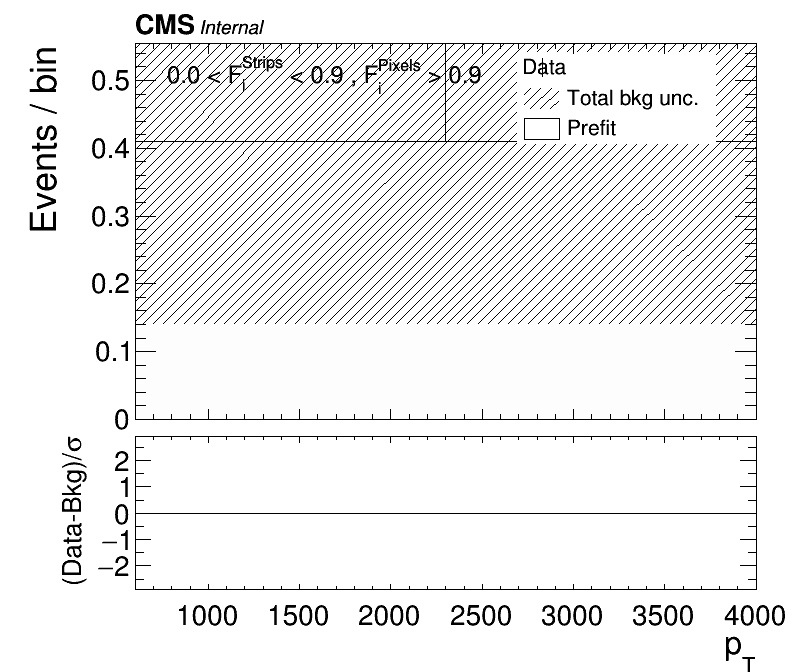 CMS Internal
Events / bin
0.5
0.4
0.3
0.2
0.1
0
0.0 < F_i^Strips < 0.9 , F_i^Pixels > 0.9
Data
Total bkg unc.
Prefit
(Data-Bkg)/σ
2
1
0
−1
−2
1000 1500 2000 2500 3000 3500 4000
p_T